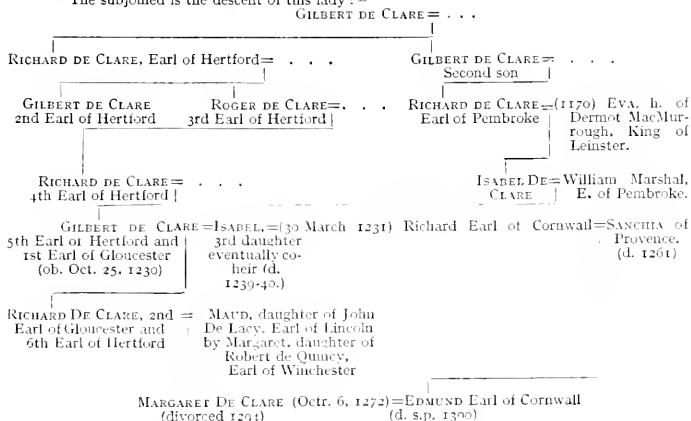 The subjoined is the descent of this lady :—
GILBERT DE CLARE = . . .
RICHARD DE CLARE, Earl of Hertford = . . . GILBERT DE CLARE = . . .
Second son
GILBERT DE CLARE ROGER DE CLARE = . . . RICHARD DE CLARE = (1170) EVA, h. of
2nd Earl of Hertford 3rd Earl of Hertford Earl of Pembroke Dermot MacMur-
rough, King of
Leinster.
RICHARD DE CLARE = . . . ISABEL DE = William Marshal,
4th Earl of Hertford CLARE E. of Pembroke.
GILBERT DE CLARE = ISABEL, = (30 March 1231) Richard Earl of Cornwall = SANCHIA of
5th Earl of Hertford and 3rd daughter Provence.
1st Earl of Gloucester eventually co- (d. 1261)
(ob. Oct. 25, 1230) heir (d.
1239-40.)
RICHARD DE CLARE, 2nd = MAUD, daughter of John
Earl of Gloucester and De Lacy, Earl of Lincoln
6th Earl of Hertford by Margaret, daughter of
Robert de Quincy,
Earl of Winchester
MARGARET DE CLARE (Octr. 6, 1272) = EDMUND Earl of Cornwall
(divorced 1294) (d. s.p. 1300)